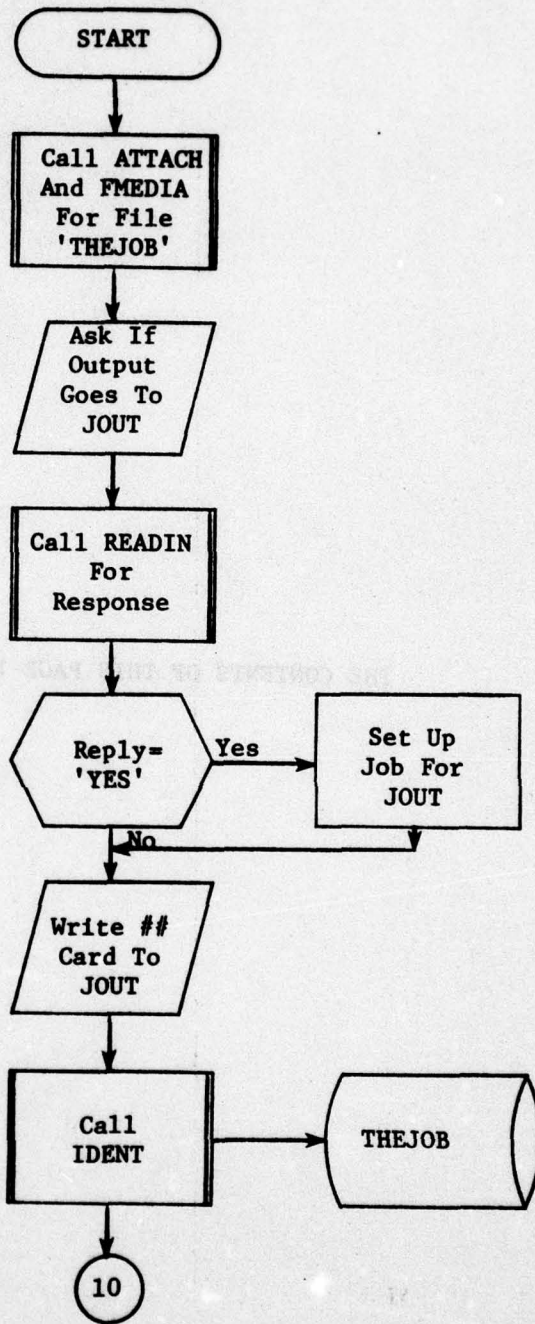 START
Call ATTACH
And FMEDIA
For File
'THEJOB'
Ask If
Output
Goes To
JOUT
Call READIN
For
Response
Reply=
'YES'
Yes
Set Up
Job For
JOUT
No
Write ##
Card To
JOUT
Call
IDENT
THEJOB
10